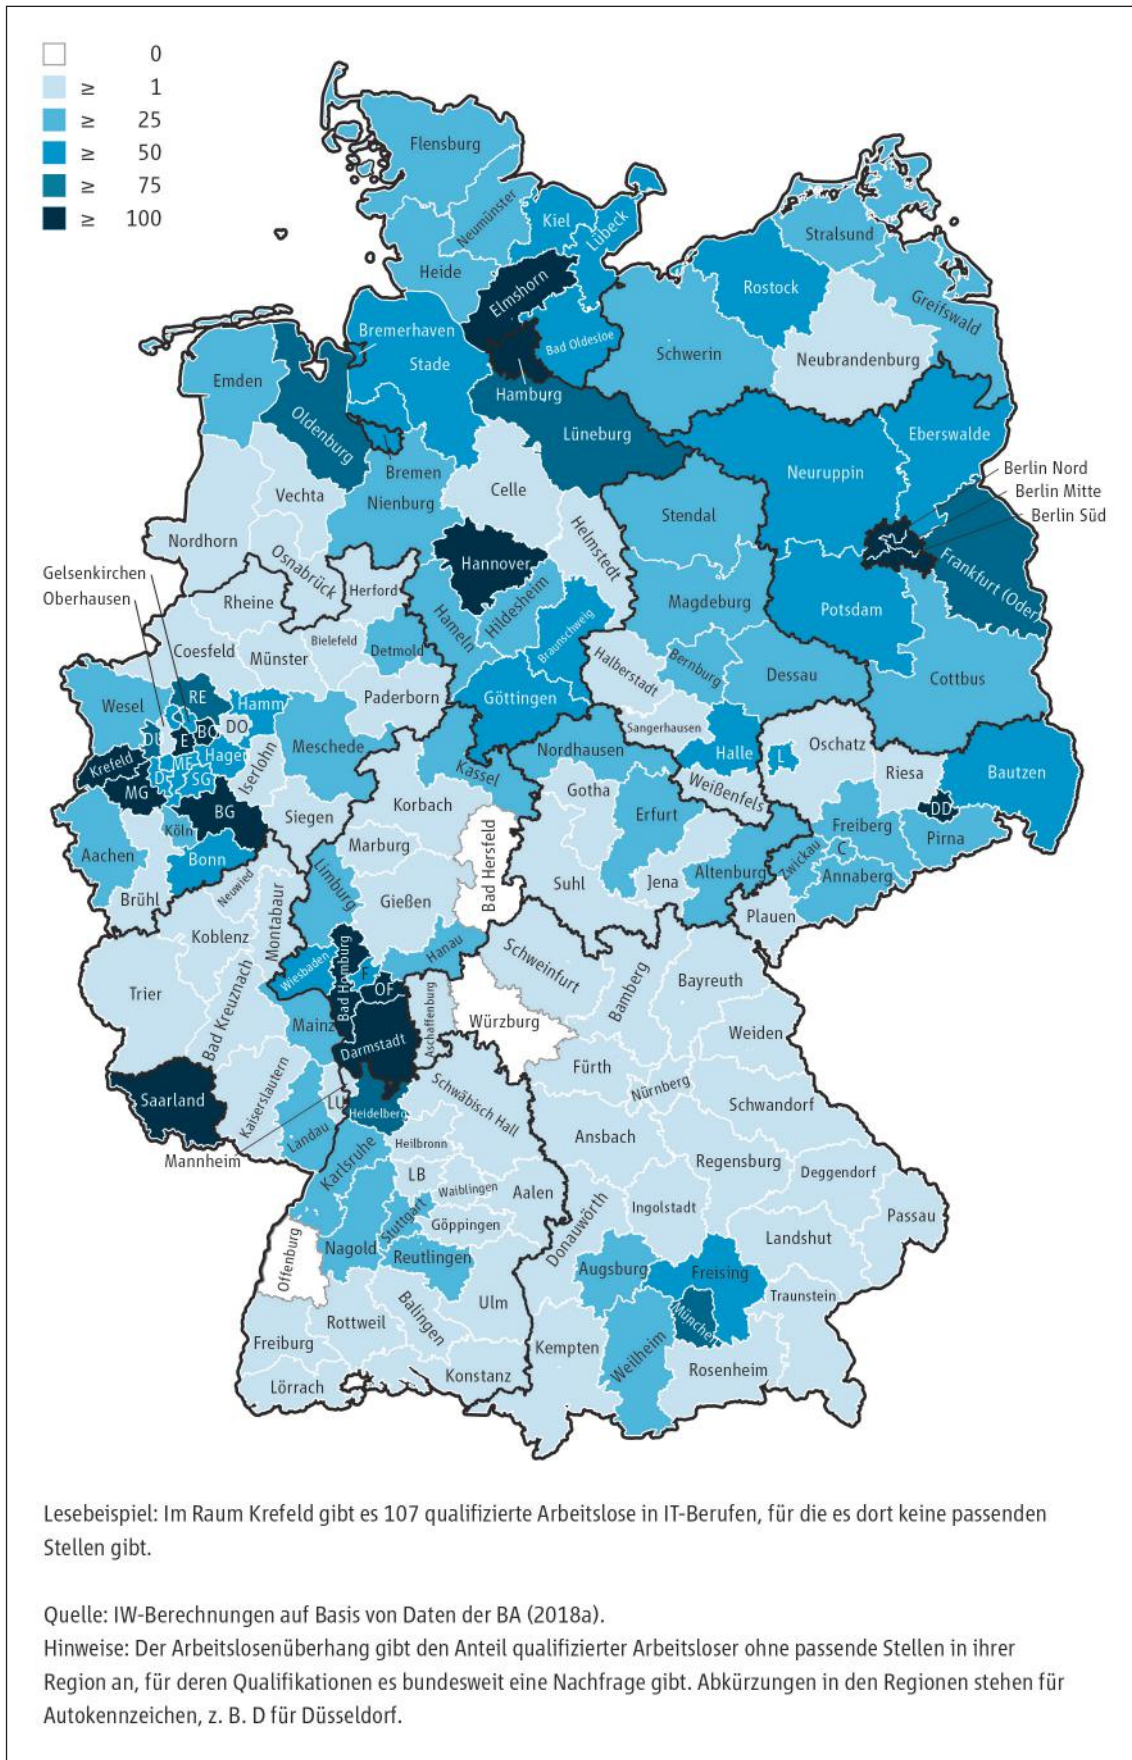 0
≥ 1
≥ 25
≥ 50
≥ 75
≥ 100
Flensburg
Neumünster
Kiel
Lübeck
Heide
Elmshorn
Bad Oldesloe
Hamburg
Stralsund
Rostock
Greifswald
Schwerin
Neubrandenburg
Bremerhaven
Stade
Emden
Oldenburg
Lüneburg
Bremen
Nienburg
Vechta
Celle
Neuruppin
Eberswalde
Berlin Nord
Berlin Mitte
Berlin Süd
Nordhorn
Osnabrück
Hannover
Helmstedt
Stendal
Frankfurt (Oder)
Gelsenkirchen
Oberhausen
Rheine
Herford
Hameln
Hildesheim
Braunschweig
Magdeburg
Potsdam
Coesfeld
Münster
Bielefeld
Detmold
Paderborn
Göttingen
Halberstadt
Bernburg
Dessau
Cottbus
Wesel
RE
Hamm
DU
E
BO
DO
Meschede
Sangerhausen
Halle
L
Oschatz
Riesa
Bautzen
Krefeld
D
ME
Hagen
Iserlohn
SG
MG
BG
Kassel
Nordhausen
Weißenfels
DD
Korbach
Gotha
Erfurt
Freiberg
Pirna
Siegen
Köln
Aachen
Bonn
Marburg
Bad Hersfeld
Zwickau
C
Annaberg
Brühl
Neuwied
Limburg
Gießen
Suhl
Jena
Altenburg
Plauen
Koblenz
Montabaur
Hanau
Wiesbaden
Bad Homburg
F
OF
Schweinfurt
Bamberg
Bayreuth
Trier
Bad Kreuznach
Mainz
Darmstadt
Aschaffenburg
Würzburg
Weiden
Saarland
Kaiserslautern
Landau
LU
Heidelberg
Mannheim
Schwäbisch Hall
Fürth
Nürnberg
Schwandorf
Ansbach
Karlsruhe
Heilbronn
LB
Waiblingen
Aalen
Regensburg
Deggendorf
Stuttgart
Göppingen
Donauwörth
Ingolstadt
Passau
Landshut
Offenburg
Nagold
Reutlingen
Augsburg
Freising
Traunstein
Ulm
Balingen
Rottweil
München
Freiburg
Kempten
Weilheim
Rosenheim
Lörrach
Konstanz
Lesebeispiel: Im Raum Krefeld gibt es 107 qualifizierte Arbeitslose in IT-Berufen, für die es dort keine passenden
Stellen gibt.
Quelle: IW-Berechnungen auf Basis von Daten der BA (2018a).
Hinweise: Der Arbeitslosenüberhang gibt den Anteil qualifizierter Arbeitsloser ohne passende Stellen in ihrer
Region an, für deren Qualifikationen es bundesweit eine Nachfrage gibt. Abkürzungen in den Regionen stehen für
Autokennzeichen, z. B. D für Düsseldorf.